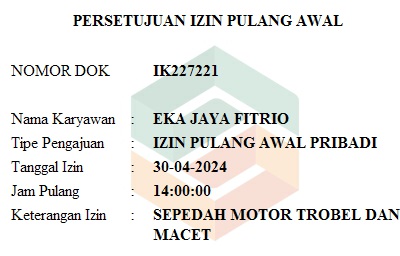 PERSETUJUAN IZIN PULANG AWAL
NOMOR DOK IK227221
Nama Karyawan : EKA JAYA FITRIO
Tipe Pengajuan : IZIN PULANG AWAL PRIBADI
Tanggal Izin : 30-04-2024
Jam Pulang : 14:00:00
Keterangan Izin : SEPEDAH MOTOR TROBEL DAN
MACET